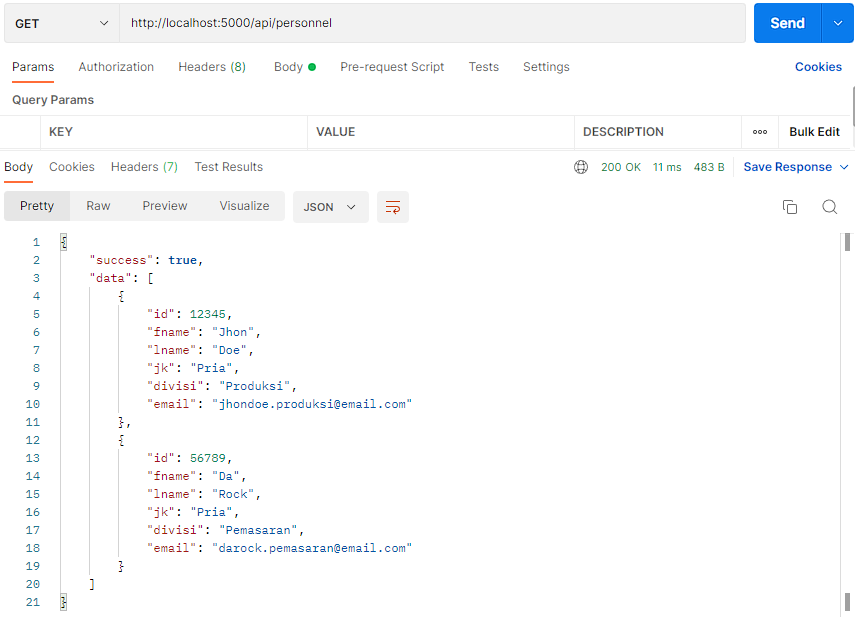 GET http://localhost:5000/api/personnel Send
Params Authorization Headers (8) Body Pre-request Script Tests Settings Cookies
Query Params
KEY VALUE DESCRIPTION ooo Bulk Edit
Body Cookies Headers (7) Test Results 200 OK 11 ms 483 B Save Response
Pretty Raw Preview Visualize JSON
1 {
2 "success": true,
3 "data": [
4 {
5 "id": 12345,
6 "fname": "Jhon",
7 "lname": "Doe",
8 "jk": "Pria",
9 "divisi": "Produksi",
10 "email": "jhondoe.produksi@email.com"
11 },
12 {
13 "id": 56789,
14 "fname": "Da",
15 "lname": "Rock",
16 "jk": "Pria",
17 "divisi": "Pemasaran",
18 "email": "darock.pemasaran@email.com"
19 }
20 ]
21 }